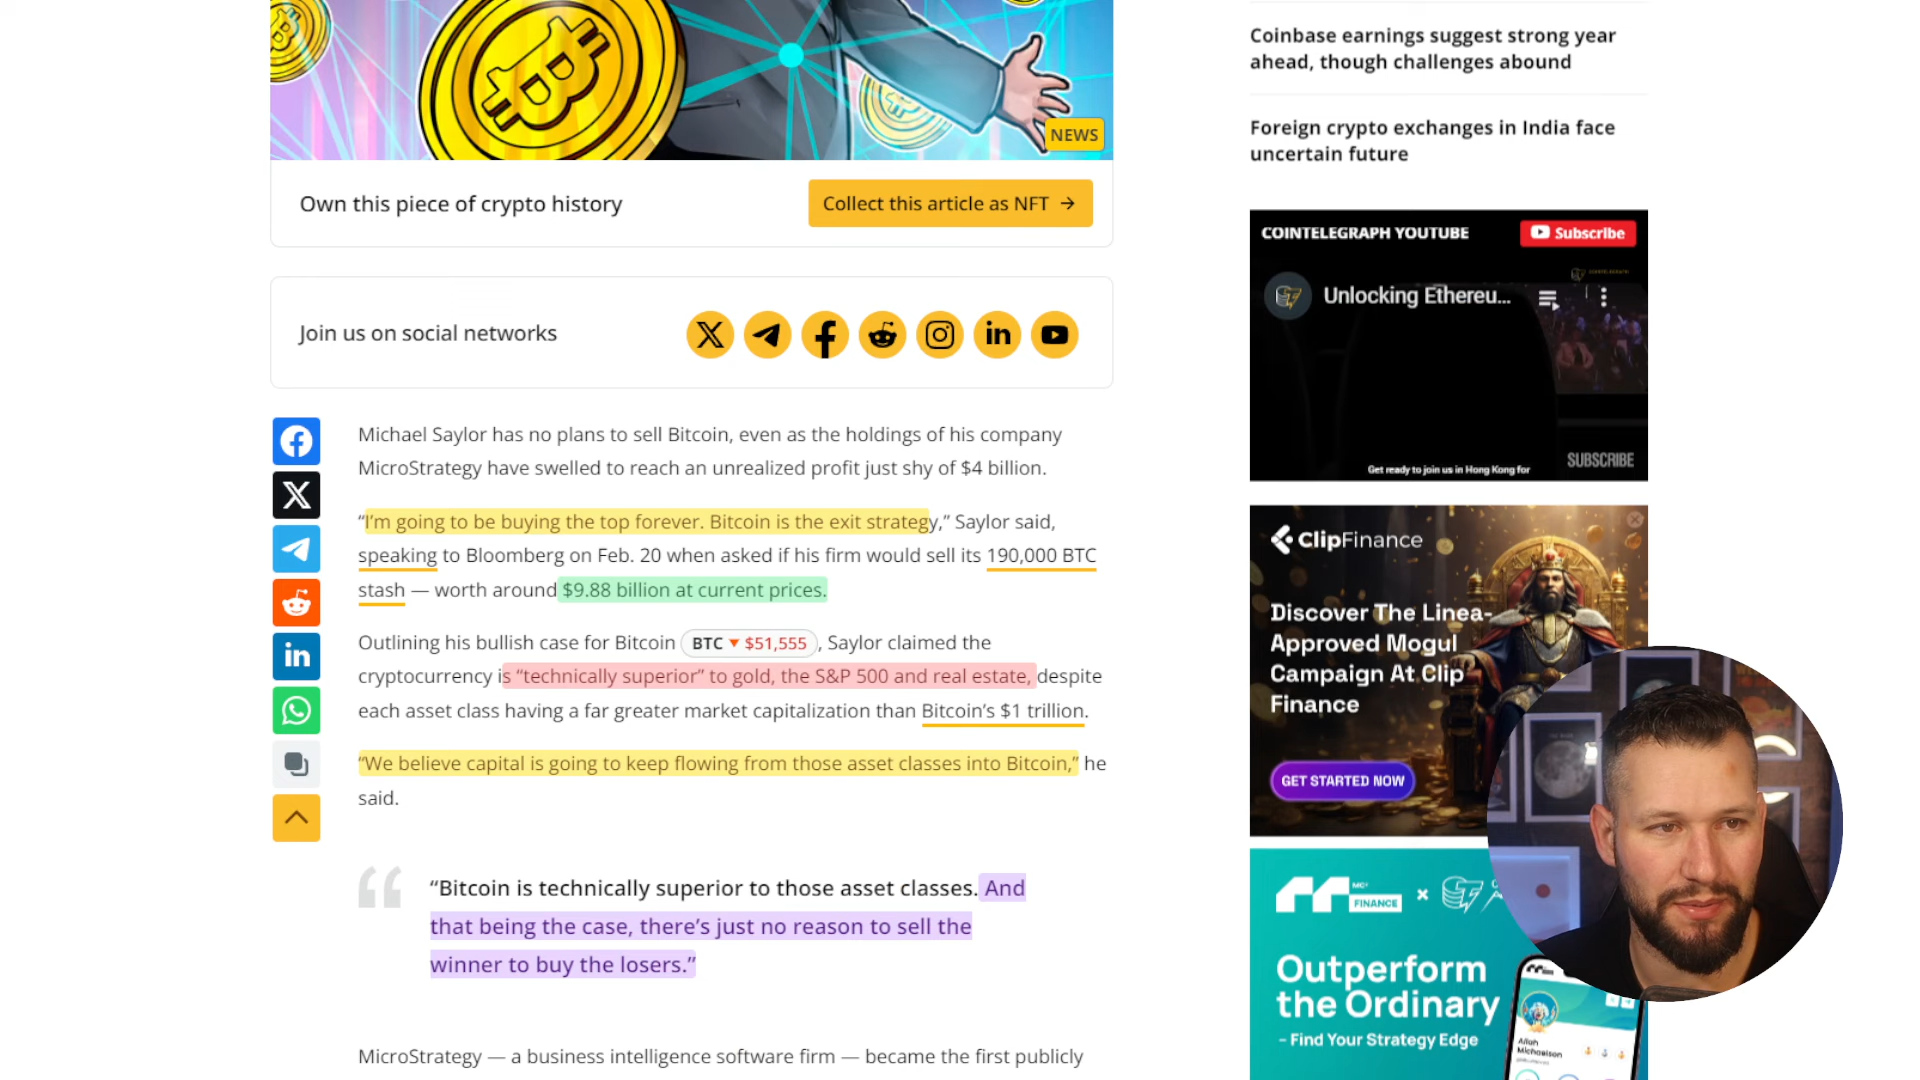 NEWS
Own this piece of crypto history
Collect this article as NFT →
Join us on social networks
Michael Saylor has no plans to sell Bitcoin, even as the holdings of his company
MicroStrategy have swelled to reach an unrealized profit just shy of $4 billion.
“I’m going to be buying the top forever. Bitcoin is the exit strategy,” Saylor said,
speaking to Bloomberg on Feb. 20 when asked if his firm would sell its 190,000 BTC
stash — worth around $9.88 billion at current prices.
Outlining his bullish case for Bitcoin BTC ▼ $51,555, Saylor claimed the
cryptocurrency is “technically superior” to gold, the S&P 500 and real estate, despite
each asset class having a far greater market capitalization than Bitcoin’s $1 trillion.
“We believe capital is going to keep flowing from those asset classes into Bitcoin,” he
said.
“Bitcoin is technically superior to those asset classes. And
that being the case, there’s just no reason to sell the
winner to buy the losers.”
MicroStrategy — a business intelligence software firm — became the first publicly
Coinbase earnings suggest strong year
ahead, though challenges abound
Foreign crypto exchanges in India face
uncertain future
COINTELEGRAPH YOUTUBE
Subscribe
Unlocking Ethereu...
SUBSCRIBE
Get ready to join us in Hong Kong for
ClipFinance
Discover The Linea-
Approved Mogul
Campaign At Clip
Finance
GET STARTED NOW
FINANCE
×
Outperform
the Ordinary
– Find Your Strategy Edge
Allah
Michaelson